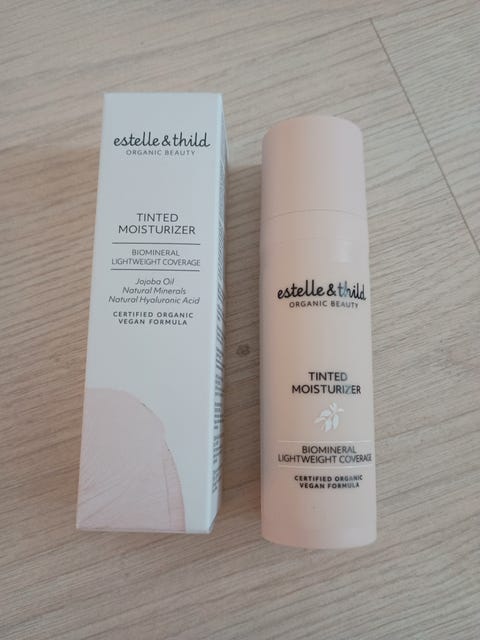 estelle & thild
ORGANIC BEAUTY
TINTED
MOISTURIZER
BIOMINERAL
LIGHTWEIGHT COVERAGE
Jojoba Oil
Natural Minerals
Natural Hyaluronic Acid
CERTIFIED ORGANIC
VEGAN FORMULA
estelle & thild
ORGANIC BEAUTY
TINTED
MOISTURIZER
BIOMINERAL
LIGHTWEIGHT COVERAGE
CERTIFIED ORGANIC
VEGAN FORMULA